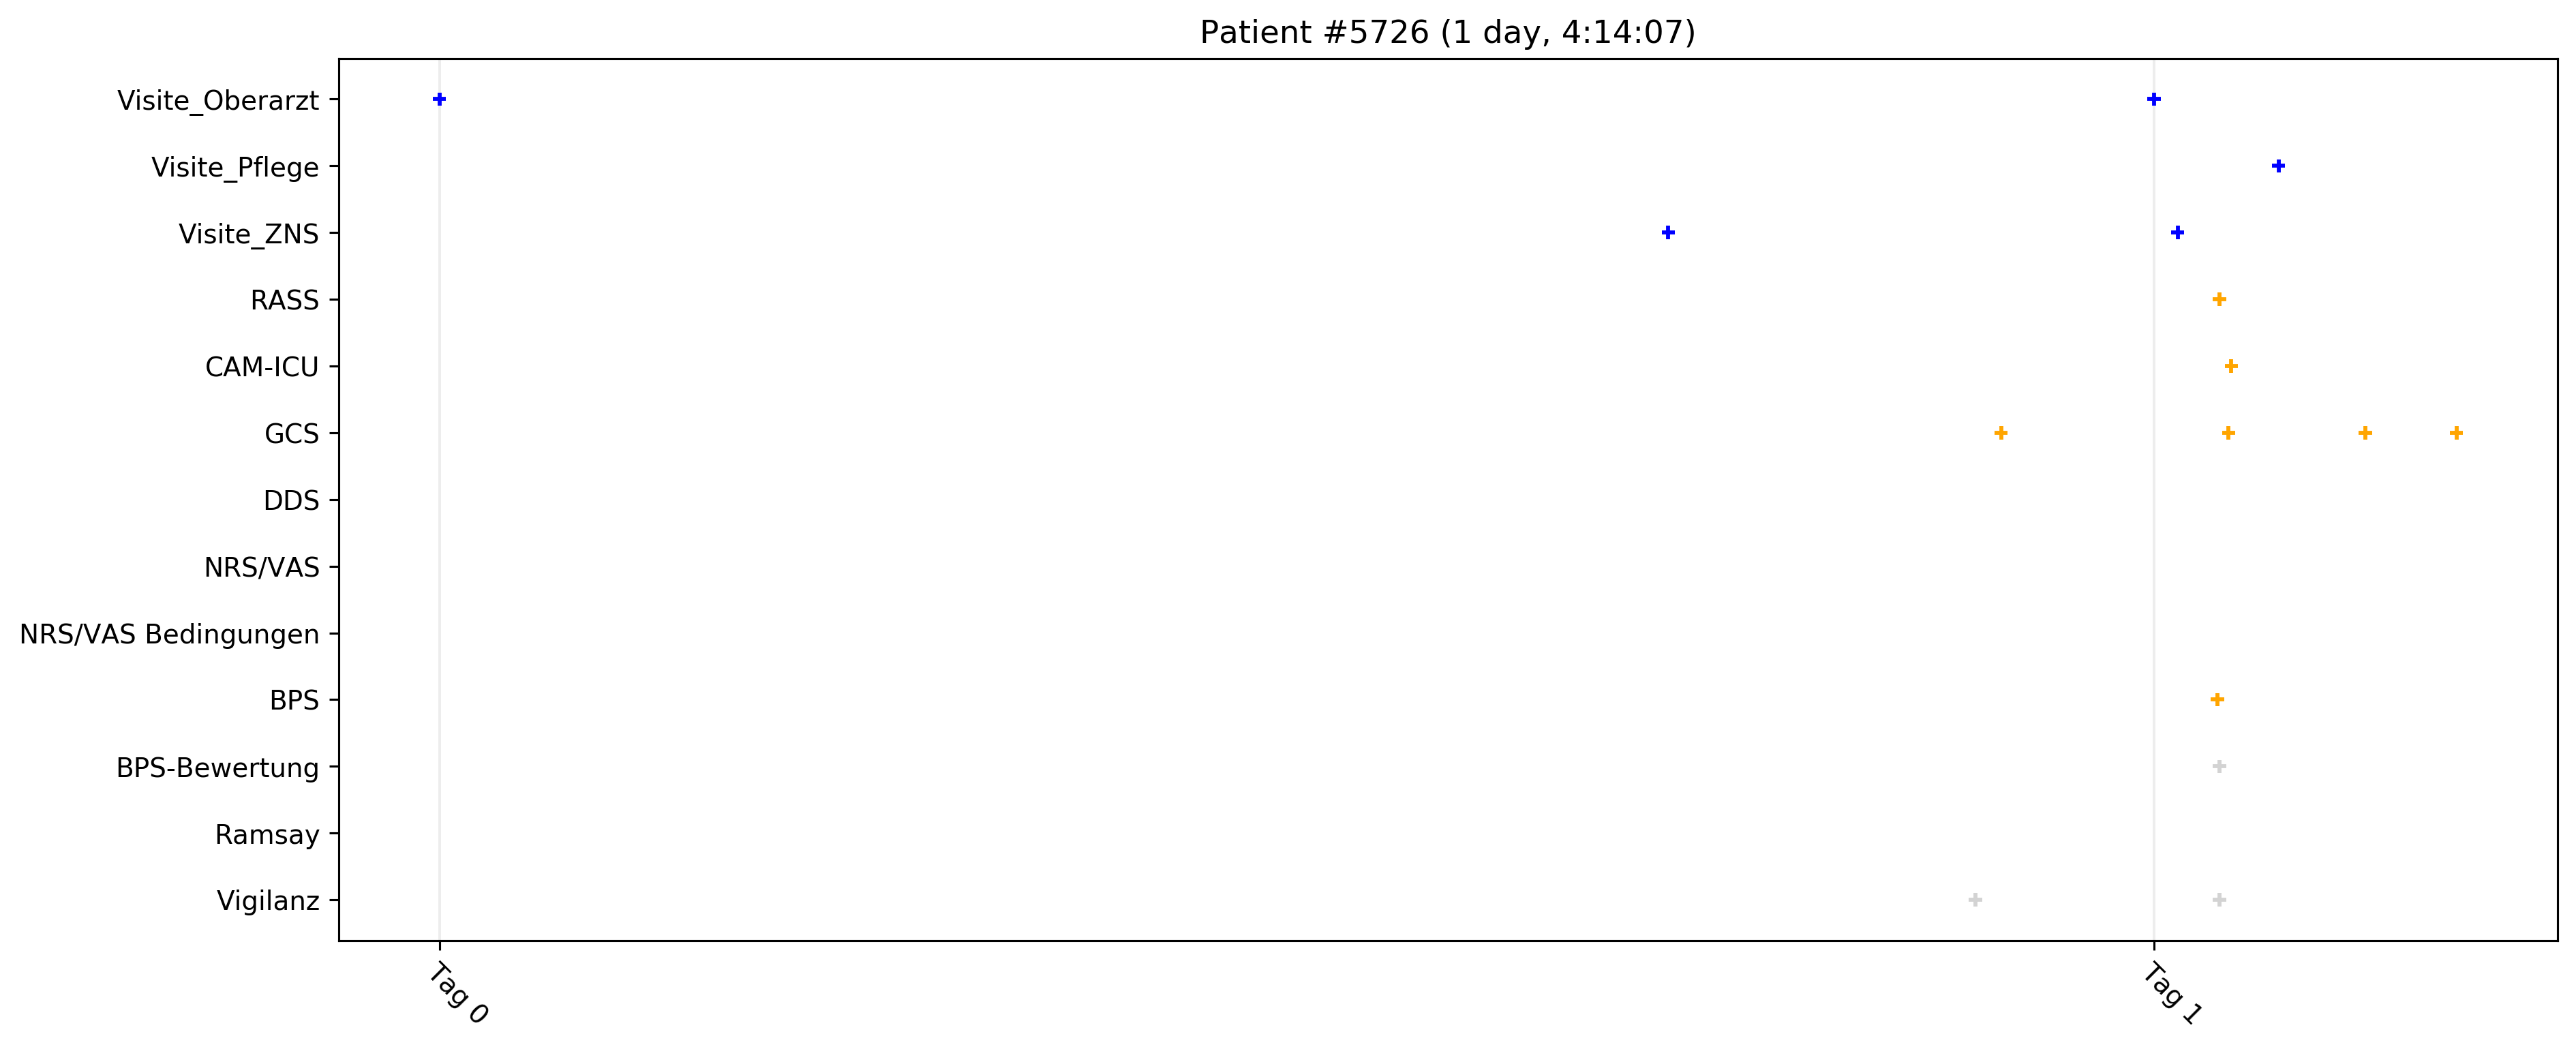 Patient #5726 (1 day, 4:14:07)
Visite_Oberarzt
Visite_Pflege
Visite_ZNS
RASS
CAM-ICU
GCS
DDS
NRS/VAS
NRS/VAS Bedingungen
BPS
BPS-Bewertung
Ramsay
Vigilanz
Tag 0
Tag 1